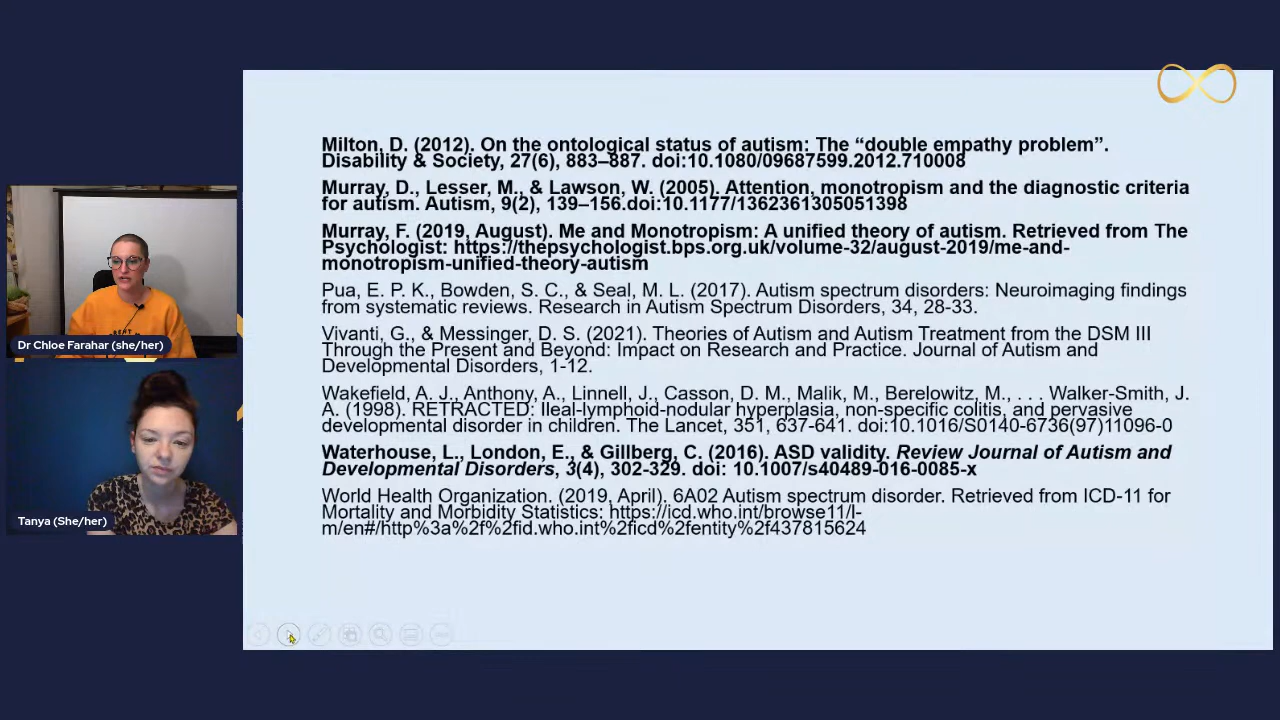 Milton, D. (2012). On the ontological status of autism: The “double empathy problem”.
Disability & Society, 27(6), 883–887. doi:10.1080/09687599.2012.710008
Murray, D., Lesser, M., & Lawson, W. (2005). Attention, monotropism and the diagnostic criteria
for autism. Autism, 9(2), 139–156.doi:10.1177/1362361305051398
Murray, F. (2019, August). Me and Monotropism: A unified theory of autism. Retrieved from The
Psychologist: https://thepsychologist.bps.org.uk/volume-32/august-2019/me-and-
monotropism-unified-theory-autism
Pua, E. P. K., Bowden, S. C., & Seal, M. L. (2017). Autism spectrum disorders: Neuroimaging findings
from systematic reviews. Research in Autism Spectrum Disorders, 34, 28-33.
Vivanti, G., & Messinger, D. S. (2021). Theories of Autism and Autism Treatment from the DSM III
Through the Present and Beyond: Impact on Research and Practice. Journal of Autism and
Developmental Disorders, 1-12.
Wakefield, A. J., Anthony, A., Linnell, J., Casson, D. M., Malik, M., Berelowitz, M., . . . Walker-Smith, J.
A. (1998). RETRACTED: Ileal-lymphoid-nodular hyperplasia, non-specific colitis, and pervasive
developmental disorder in children. The Lancet, 351, 637-641. doi:10.1016/S0140-6736(97)11096-0
Waterhouse, L., London, E., & Gillberg, C. (2016). ASD validity. Review Journal of Autism and
Developmental Disorders, 3(4), 302-329. doi: 10.1007/s40489-016-0085-x
World Health Organization. (2019, April). 6A02 Autism spectrum disorder. Retrieved from ICD-11 for
Mortality and Morbidity Statistics: https://icd.who.int/browse11/l-
m/en#/http%3a%2f%2fid.who.int%2ficd%2fentity%2f437815624
Dr Chloe Farahar (she/her)
Tanya (She/her)